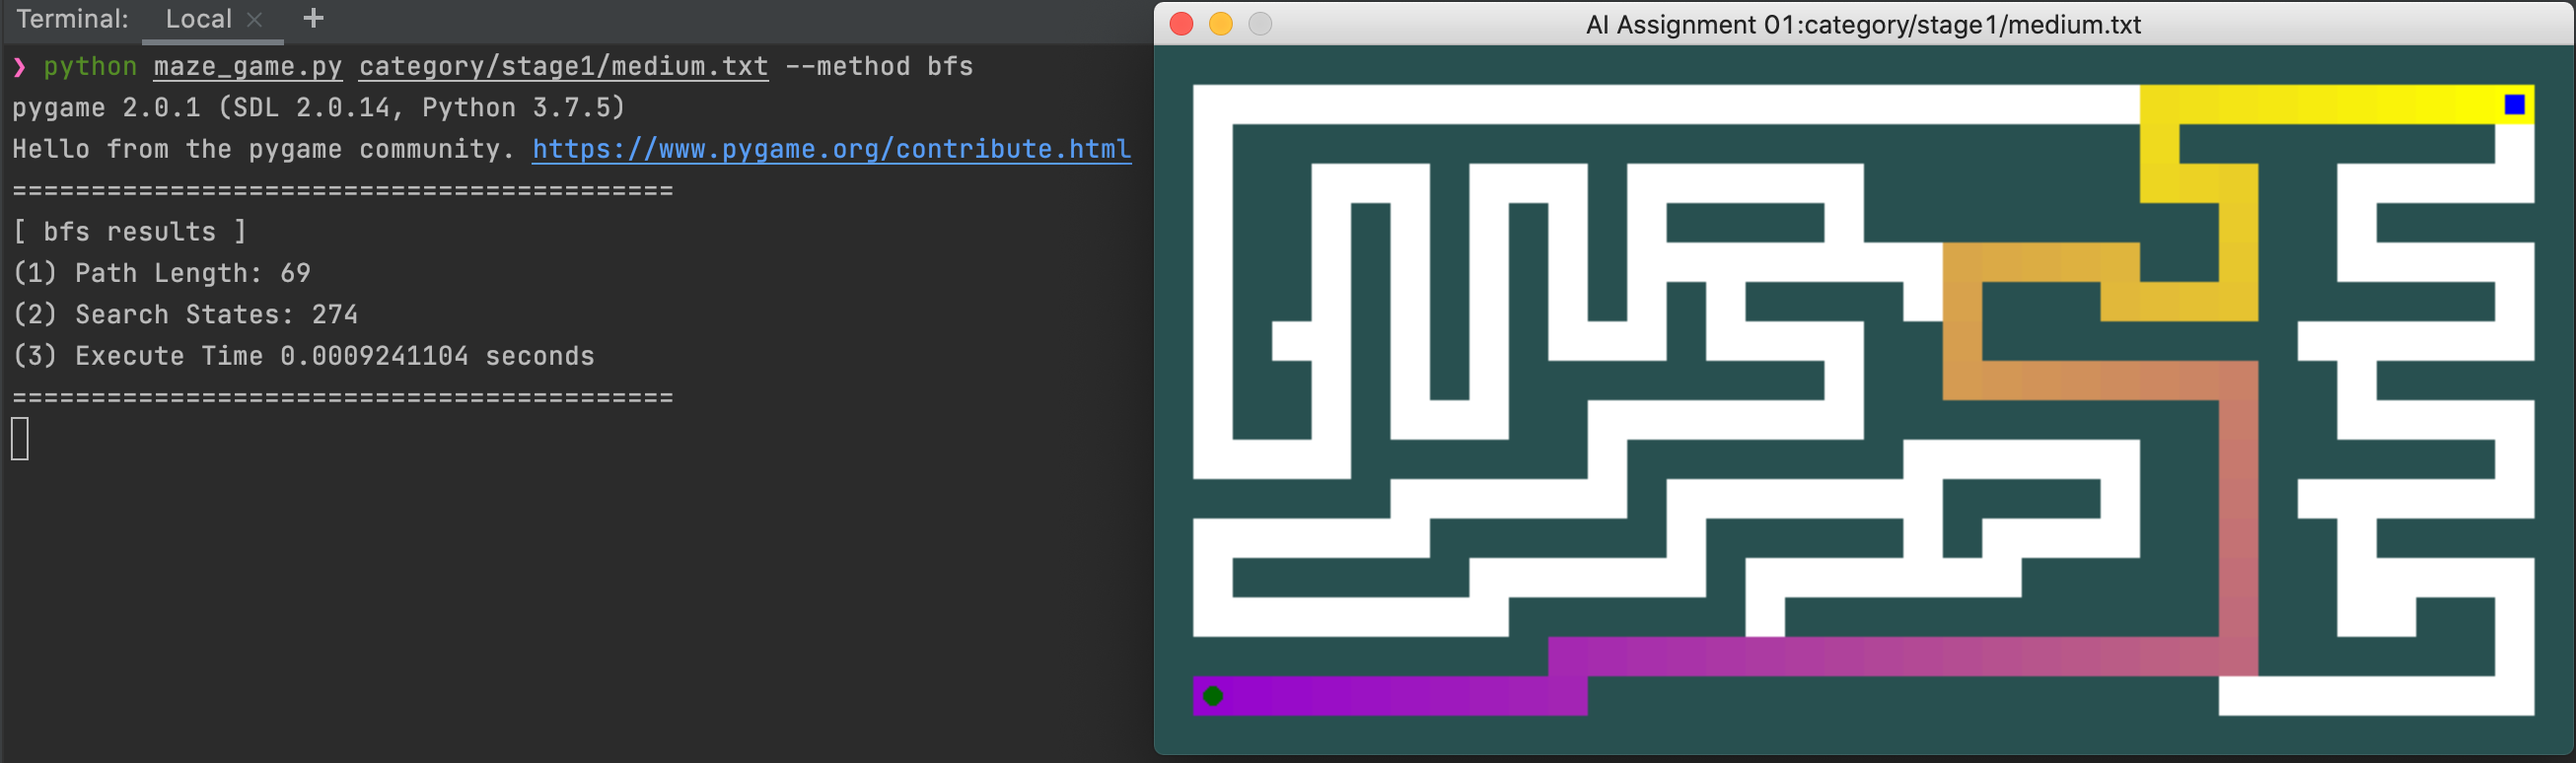 Terminal: Local × +
❯ python maze_game.py category/stage1/medium.txt --method bfs
pygame 2.0.1 (SDL 2.0.14, Python 3.7.5)
Hello from the pygame community. https://www.pygame.org/contribute.html
==========================================
[ bfs results ]
(1) Path Length: 69
(2) Search States: 274
(3) Execute Time 0.0009241104 seconds
==========================================
AI Assignment 01:category/stage1/medium.txt